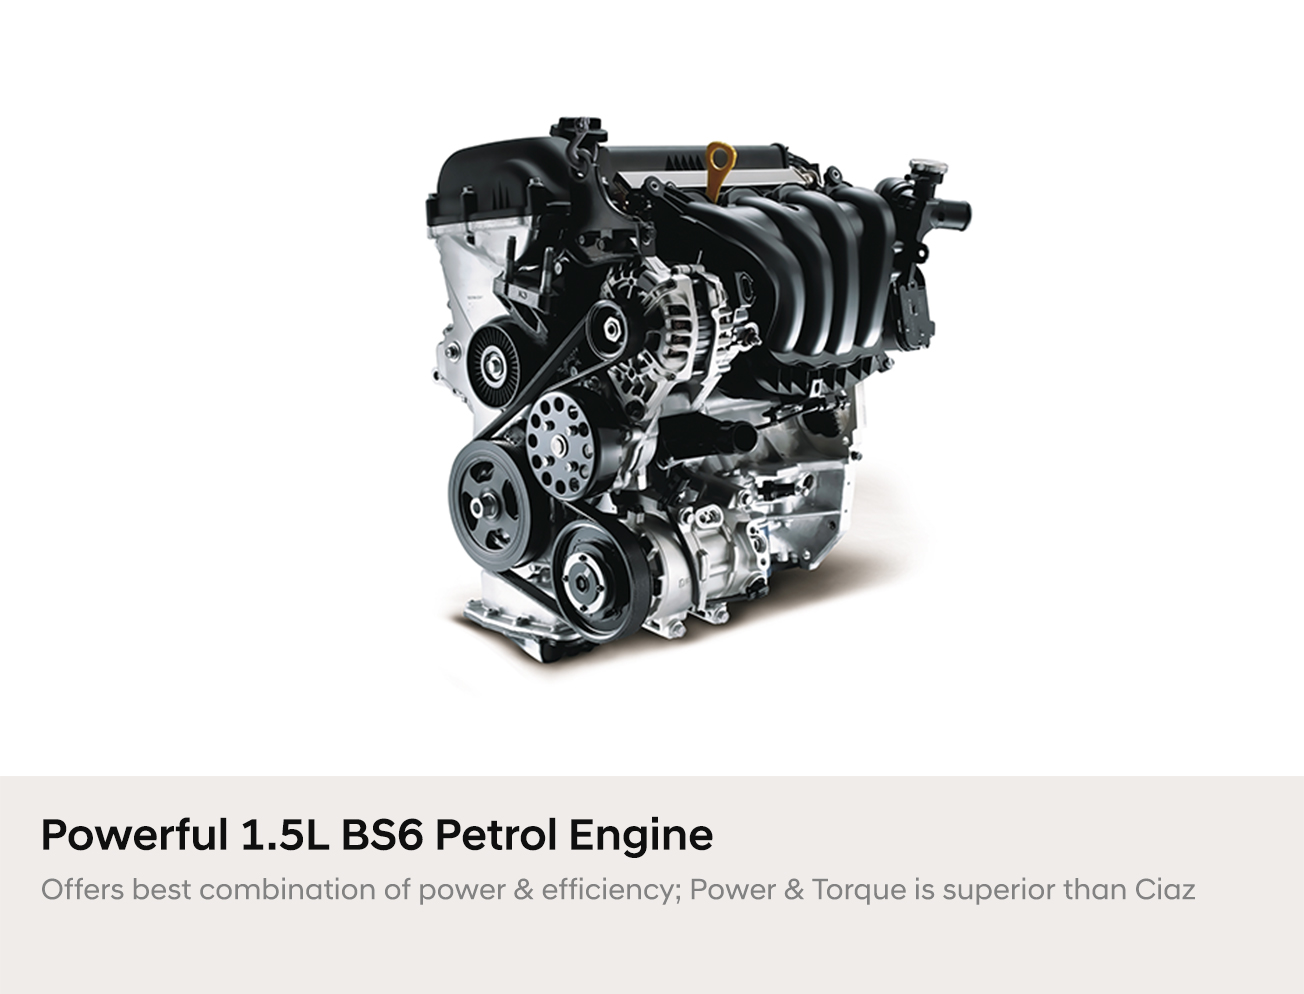 Powerful 1.5L BS6 Petrol Engine
Offers best combination of power & efficiency; Power & Torque is superior than Ciaz